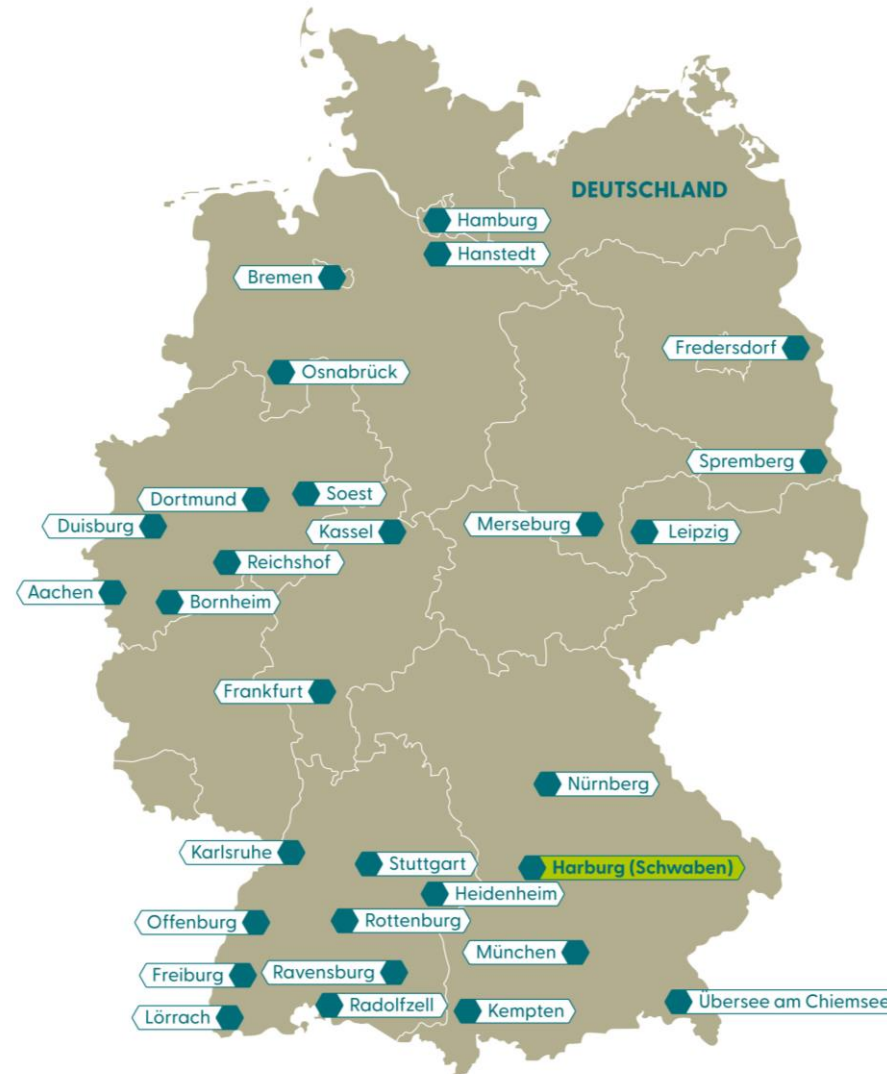 DEUTSCHLAND
Hamburg
Hanstedt
Bremen
Fredersdorf
Osnabrück
Spremberg
Dortmund
Soest
Duisburg
Kassel
Merseburg
Leipzig
Reichshof
Aachen
Bornheim
Frankfurt
Nürnberg
Karlsruhe
Stuttgart
Harburg (Schwaben)
Heidenheim
Offenburg
Rottenburg
München
Freiburg
Ravensburg
Lörrach
Radolfzell
Kempten
Übersee am Chiemsee